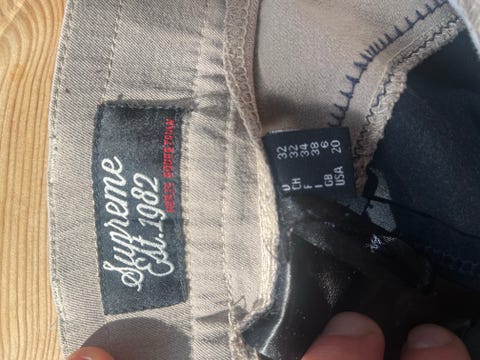 Supreme
Est.1982
D 32
CH 32
F 34
I 38
GB 6
USA 20